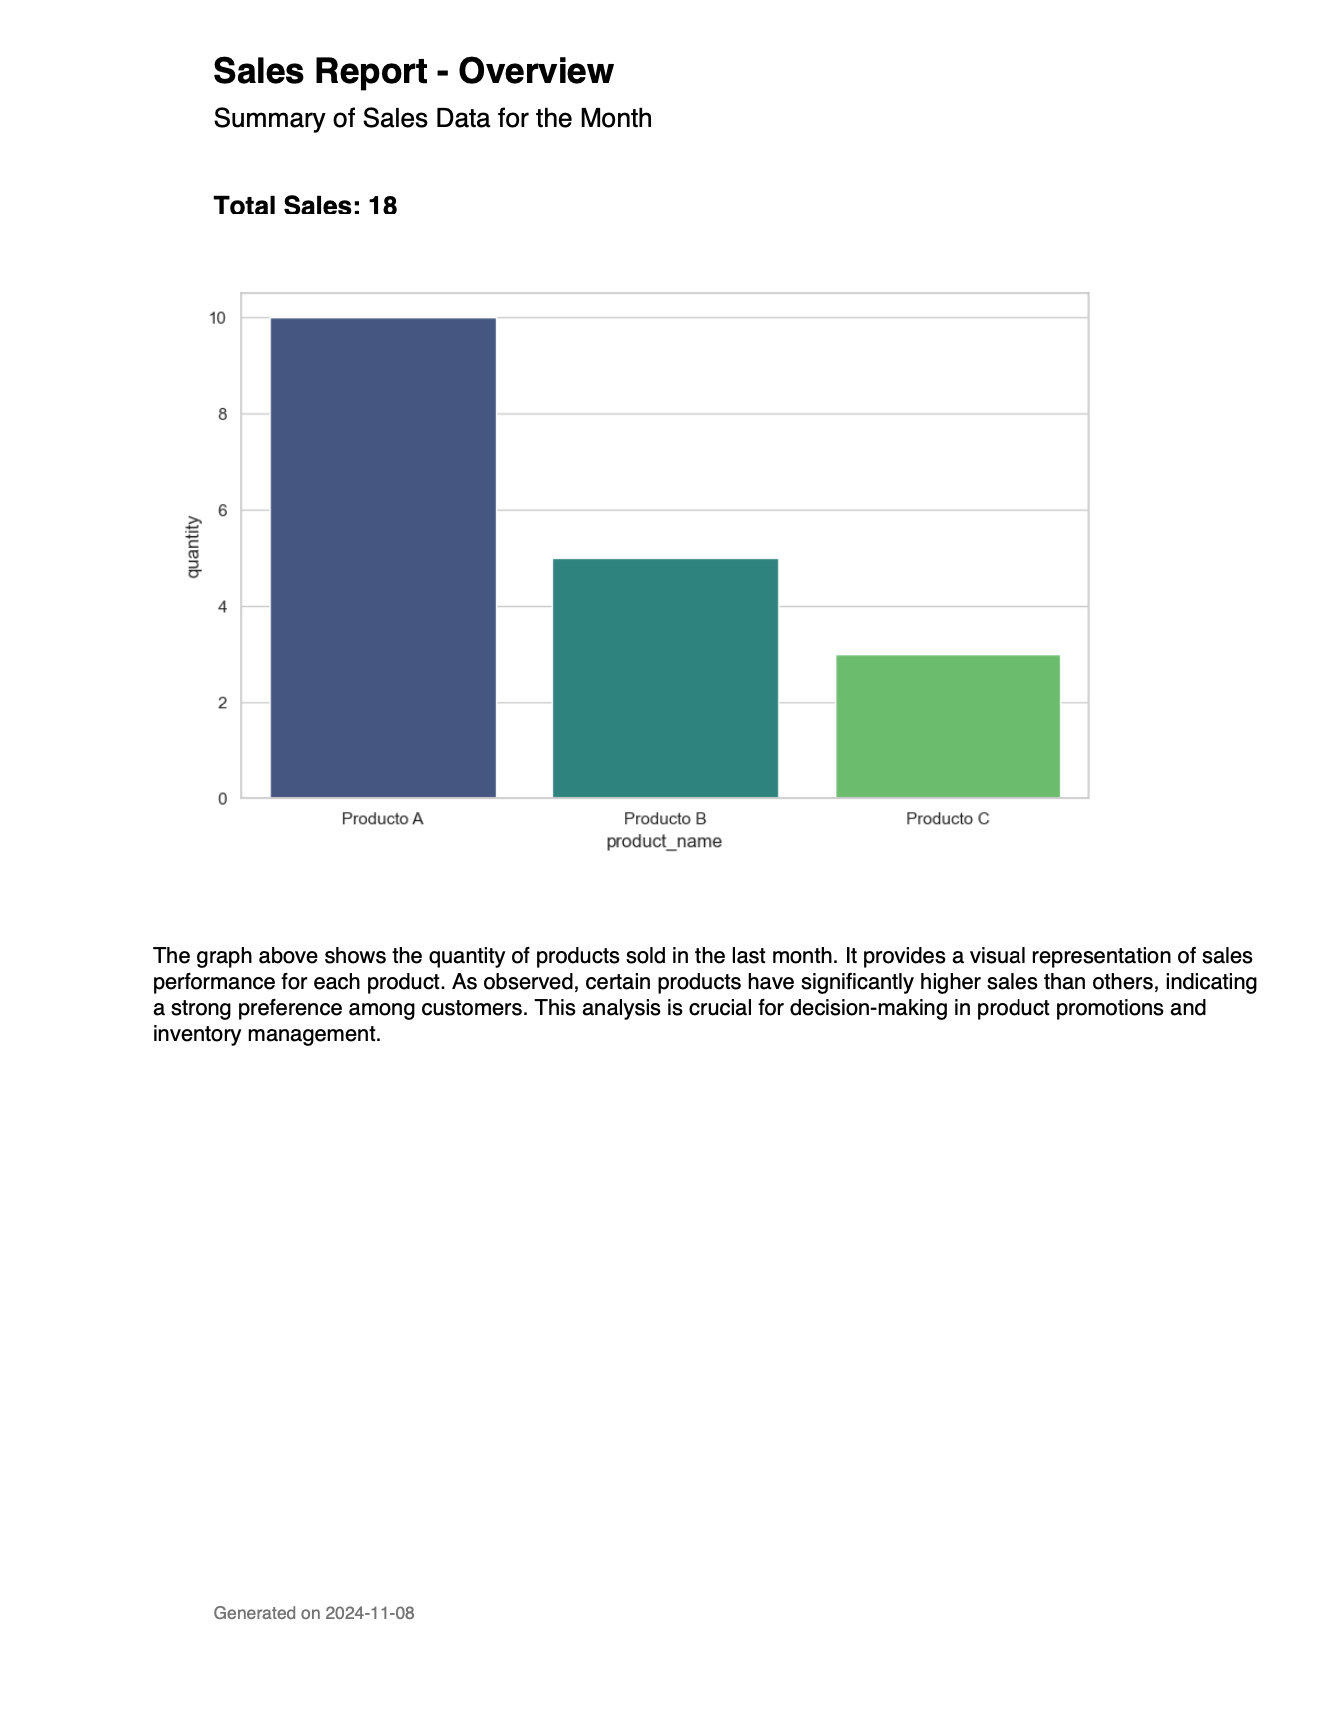 Sales Report - Overview
Summary of Sales Data for the Month
Total Sales: 18
10
8
6
4
2
0
quantity
Producto A
Producto B
Producto C
product_name
The graph above shows the quantity of products sold in the last month. It provides a visual representation of sales
performance for each product. As observed, certain products have significantly higher sales than others, indicating
a strong preference among customers. This analysis is crucial for decision-making in product promotions and
inventory management.
Generated on 2024-11-08